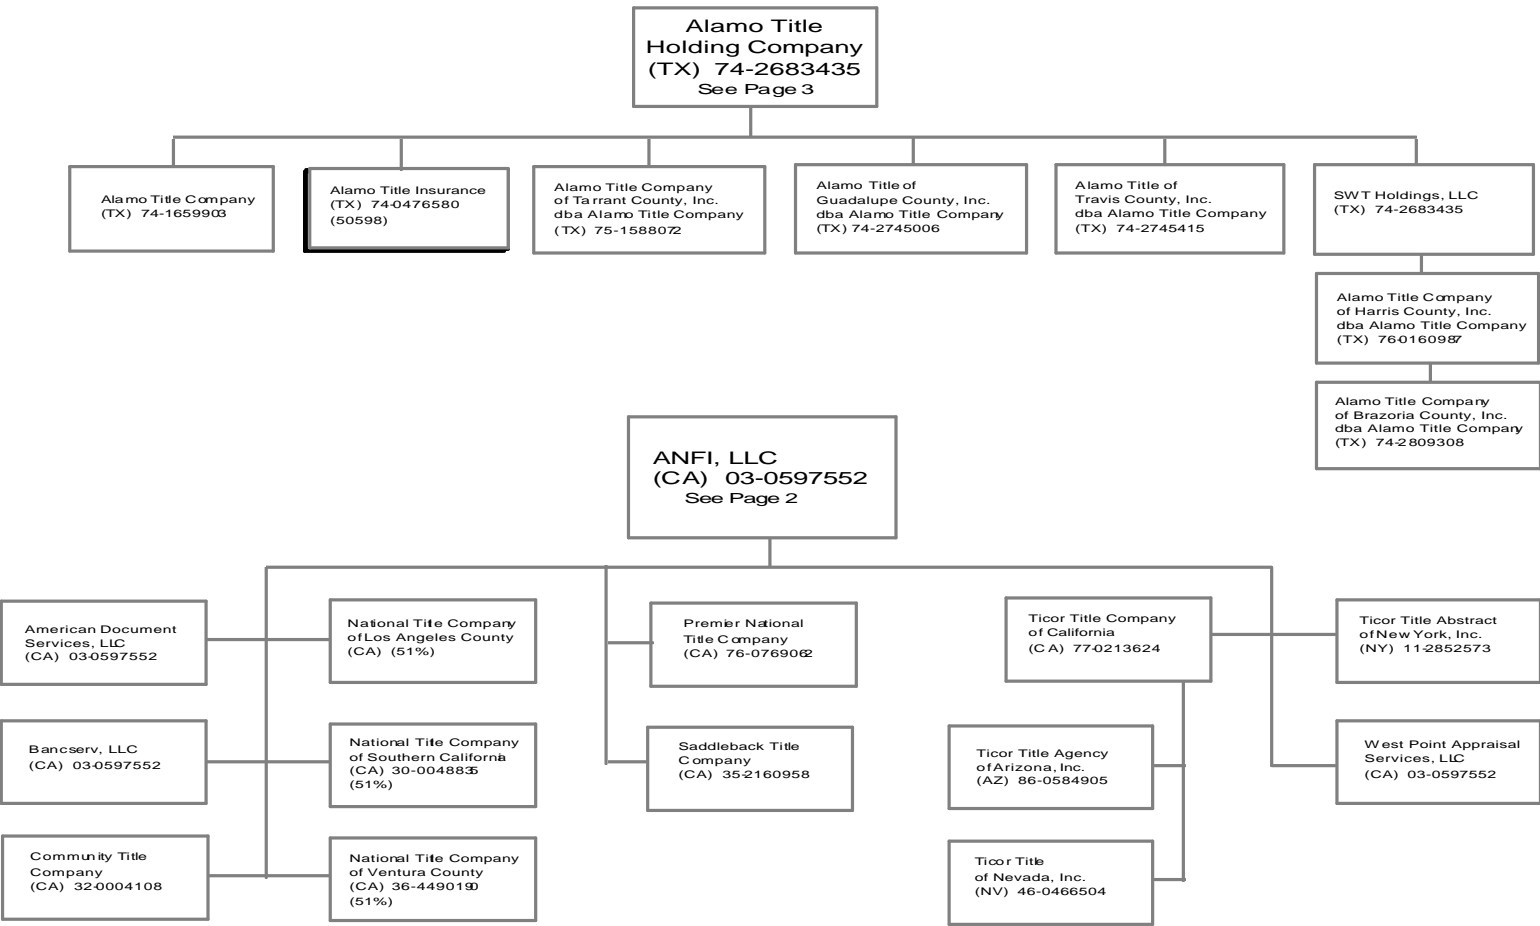 Alamo Title
Holding Company
(TX) 74-2683435
See Page 3
Alamo Title Company
(TX) 74-1659903
Alamo Title Insurance
(TX) 74-0476580
(50598)
Alamo Title Company
of Tarrant County, Inc.
dba Alamo Title Company
(TX) 75-1588072
Alamo Title of
Guadalupe County, Inc.
dba Alamo Title Company
(TX) 74-2745006
Alamo Title of
Travis County, Inc.
dba Alamo Title Company
(TX) 74-2745415
SWT Holdings, LLC
(TX) 74-2683435
Alamo Title Company
of Harris County, Inc.
dba Alamo Title Company
(TX) 76-0160987
Alamo Title Company
of Brazoria County, Inc.
dba Alamo Title Company
(TX) 74-2809308
ANFI, LLC
(CA) 03-0597552
See Page 2
American Document
Services, LLC
(CA) 03-0597552
National Title Company
of Los Angeles County
(CA) (51%)
Premier National
Title Company
(CA) 76-0769062
Ticor Title Company
of California
(CA) 77-0213624
Ticor Title Abstract
of New York, Inc.
(NY) 11-2852573
Bancserv, LLC
(CA) 03-0597552
National Title Company
of Southern California
(CA) 30-0048835
(51%)
Saddleback Title
Company
(CA) 35-2160958
Ticor Title Agency
of Arizona, Inc.
(AZ) 86-0584905
West Point Appraisal
Services, LLC
(CA) 03-0597552
Community Title
Company
(CA) 32-0004108
National Title Company
of Ventura County
(CA) 36-4490190
(51%)
Ticor Title
of Nevada, Inc.
(NV) 46-0466504